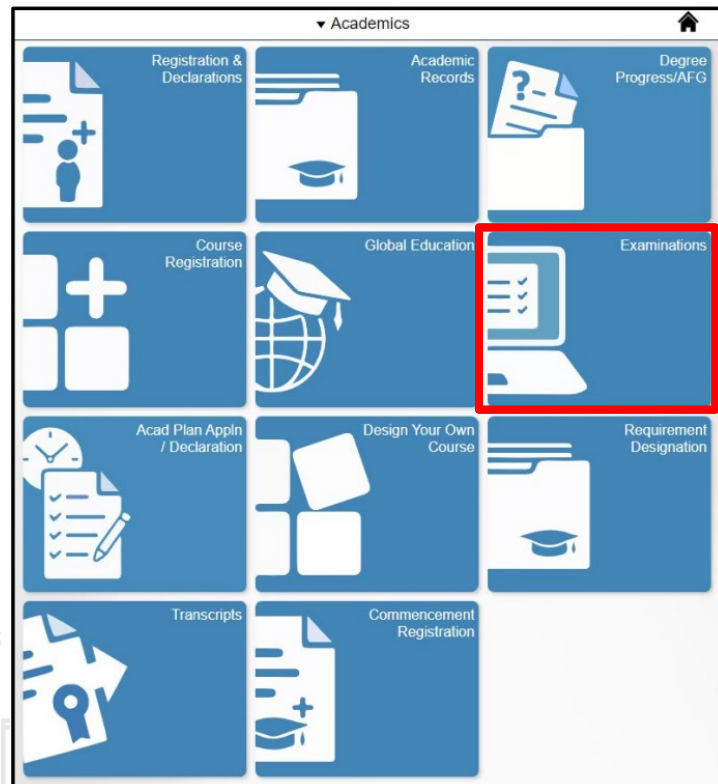 ▾ Academics
Registration &
Declarations
Academic
Records
Degree
Progress/AFG
Course
Registration
Global Education
Examinations
Acad Plan Appln
/ Declaration
Design Your Own
Course
Requirement
Designation
Transcripts
Commencement
Registration